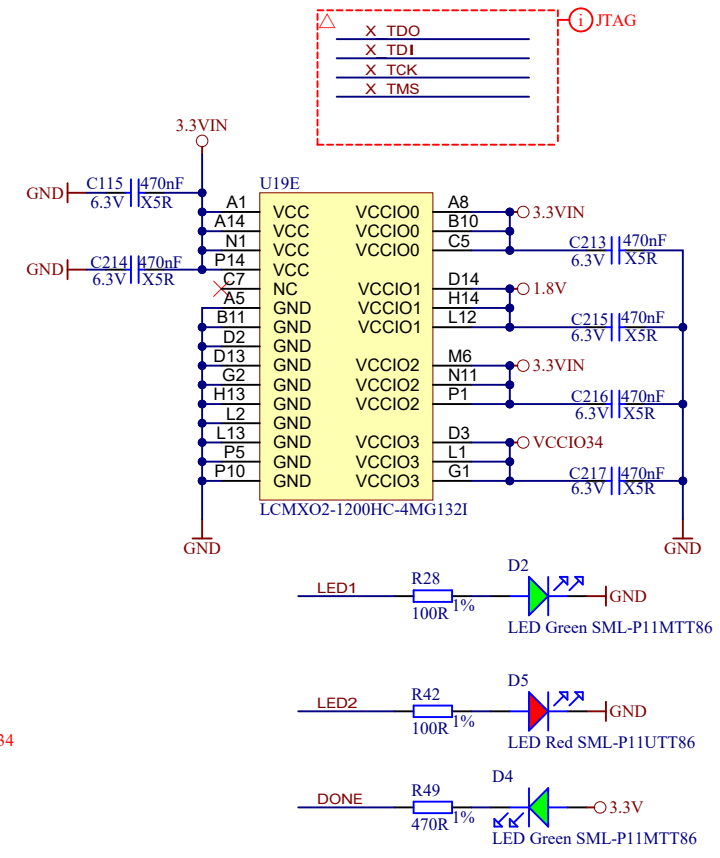 JTAG
X_TDO
X_TDI
X_TCK
X_TMS
3.3VIN
U19E
GND C115 470nF
6.3V X5R
GND C214 470nF
6.3V X5R
A1 VCC VCCIO0 A8
A14 VCC VCCIO0 B10 3.3VIN
N1 VCC VCCIO0 C5
P14 VCC
C7 NC VCCIO1 D14
A5 GND VCCIO1 H14 1.8V
B11 GND VCCIO1 L12
D2 GND
D13 GND VCCIO2 M6 3.3VIN
G2 GND VCCIO2 N11
H13 GND VCCIO2 P1
L2 GND
L13 GND VCCIO3 D3 VCCIO34
P5 GND VCCIO3 L1
P10 GND VCCIO3 G1
C213 470nF
6.3V X5R
C215 470nF
6.3V X5R
C216 470nF
6.3V X5R
C217 470nF
6.3V X5R
LCMXO2-1200HC-4MG132I
GND
GND
LED1 R28 D2
100R 1% GND
LED Green SML-P11MTT86
LED2 R42 D5
100R 1% GND
LED Red SML-P11UTT86
34
DONE R49 D4
470R 1% 3.3V
LED Green SML-P11MTT86